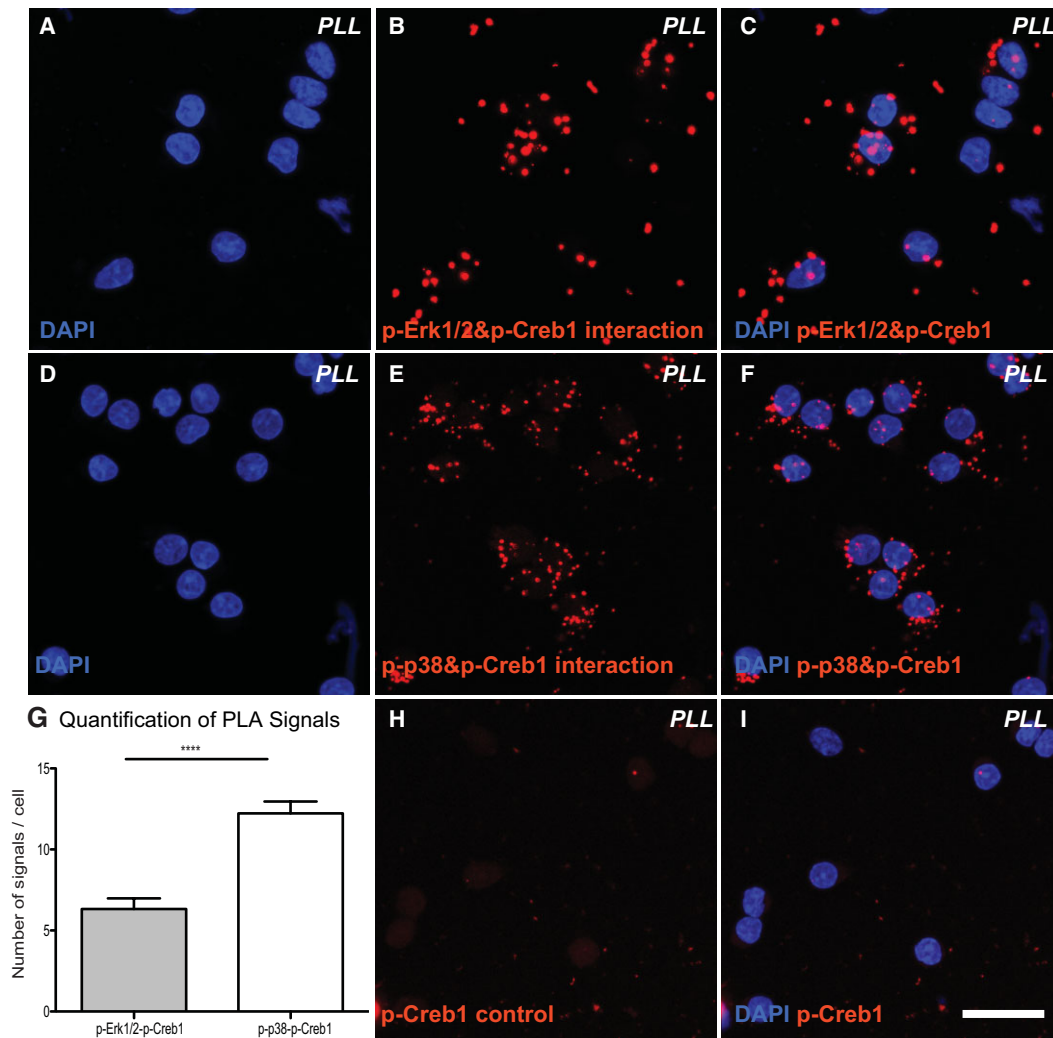 A PLL
DAPI
B PLL
p-Erk1/2&p-Creb1 interaction
C PLL
DAPI p-Erk1/2&p-Creb1
D PLL
DAPI
E PLL
p-p38&p-Creb1 interaction
F PLL
DAPI p-p38&p-Creb1
G Quantification of PLA Signals
****
15
10
5
0
Number of signals / cell
p-Erk1/2-p-Creb1
p-p38-p-Creb1
H PLL
p-Creb1 control
I PLL
DAPI p-Creb1